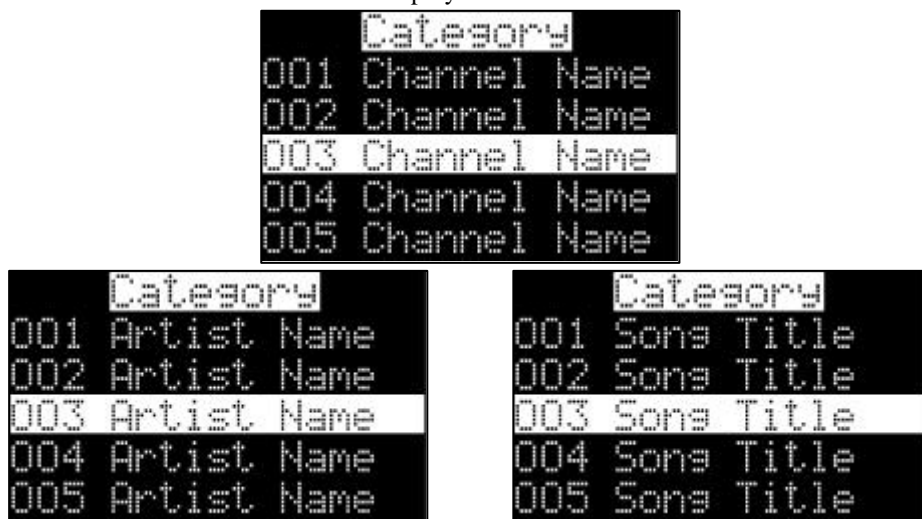 Category
001 Channel Name
002 Channel Name
003 Channel Name
004 Channel Name
005 Channel Name
Category
001 Artist Name
002 Artist Name
003 Artist Name
004 Artist Name
005 Artist Name
Category
001 Song Title
002 Song Title
003 Song Title
004 Song Title
005 Song Title